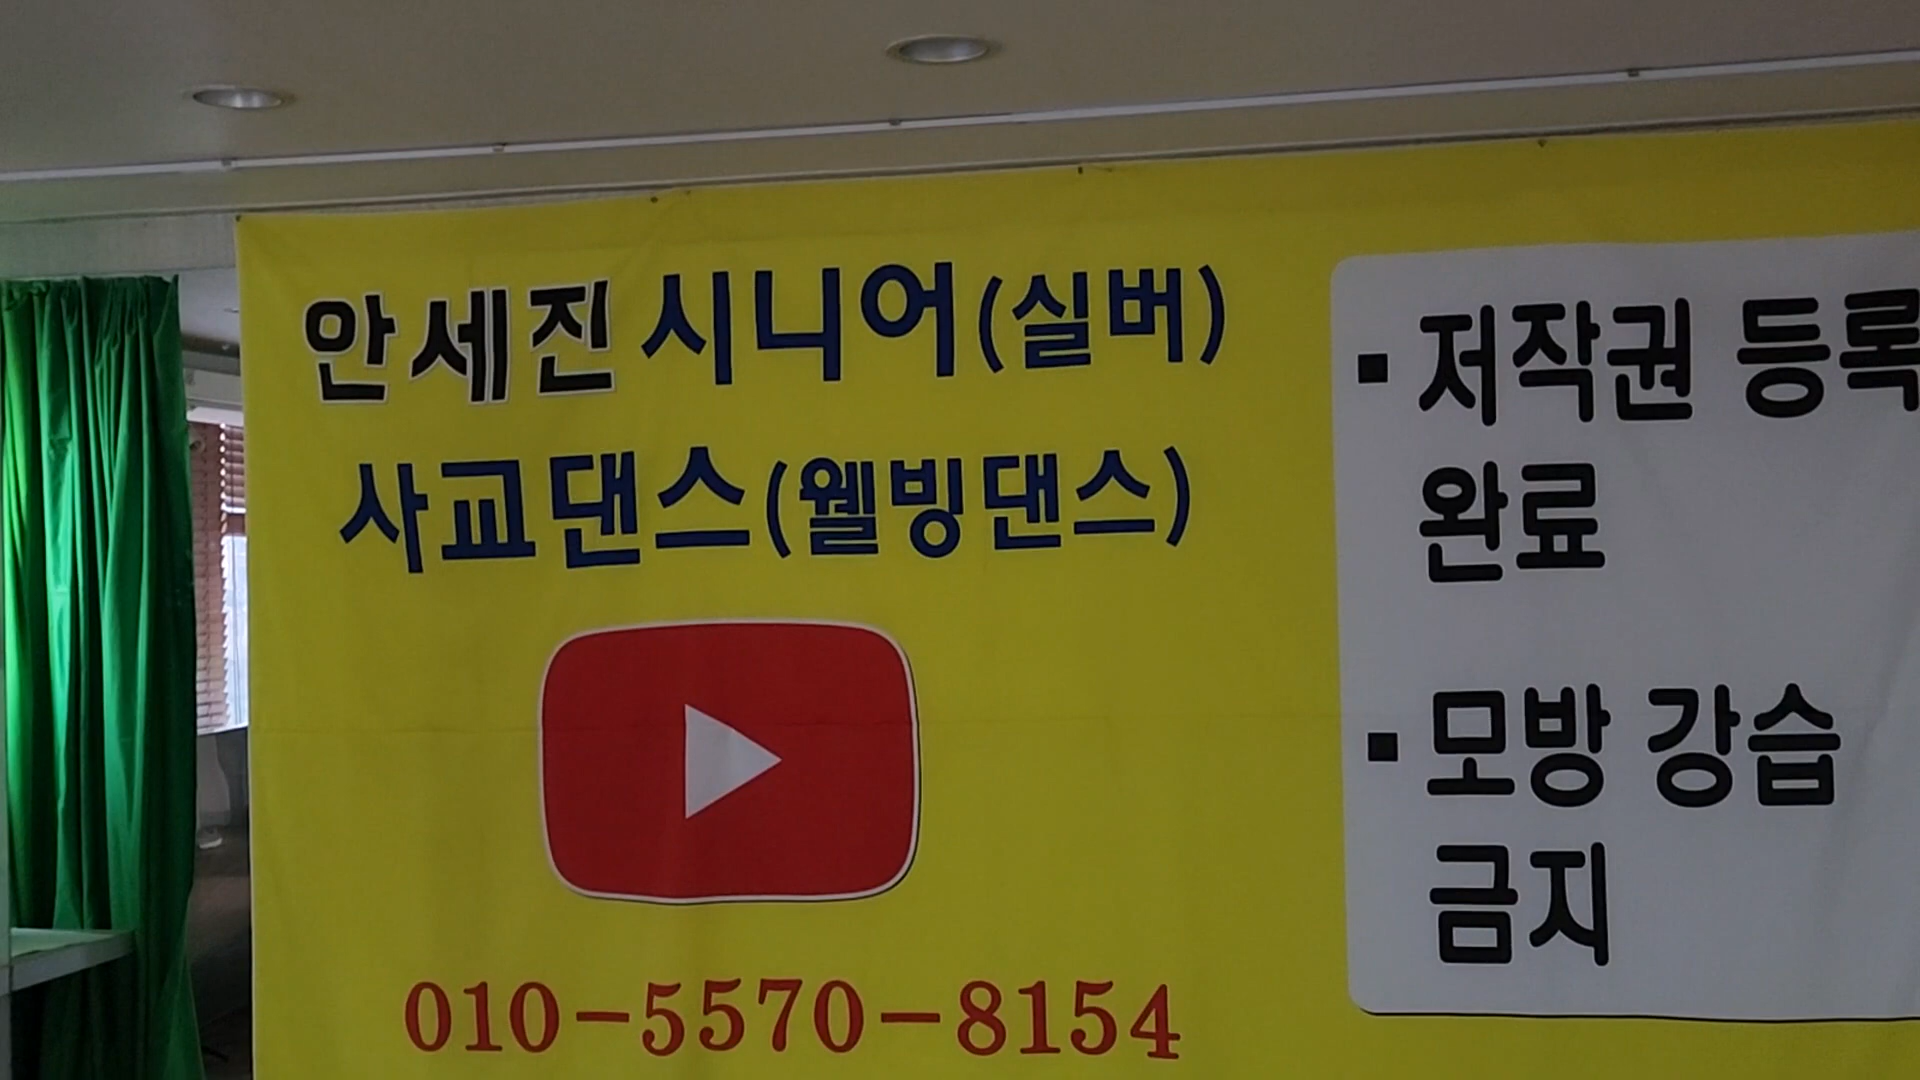 안세진 시니어(실버)
사교댄스(웰빙댄스)
010-5570-8154
▪저작권 등록
완료
▪모방 강습
금지